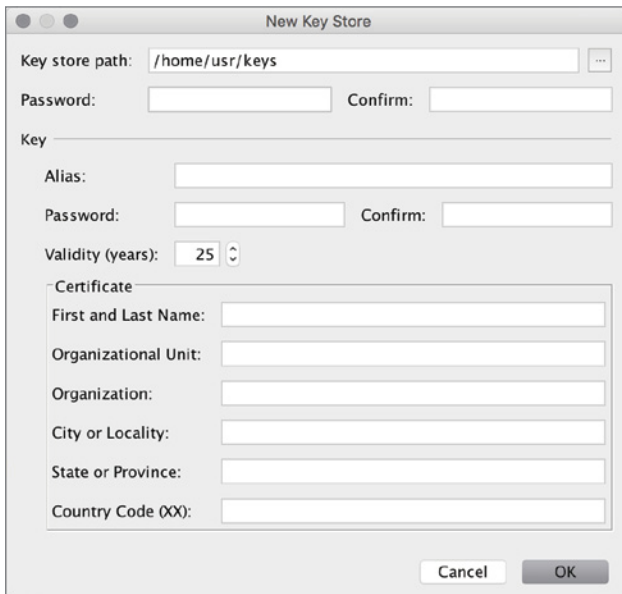 New Key Store
Key store path: /home/usr/keys ...
Password: Confirm:
Key
Alias:
Password: Confirm:
Validity (years): 25
Certificate
First and Last Name:
Organizational Unit:
Organization:
City or Locality:
State or Province:
Country Code (XX):
Cancel OK